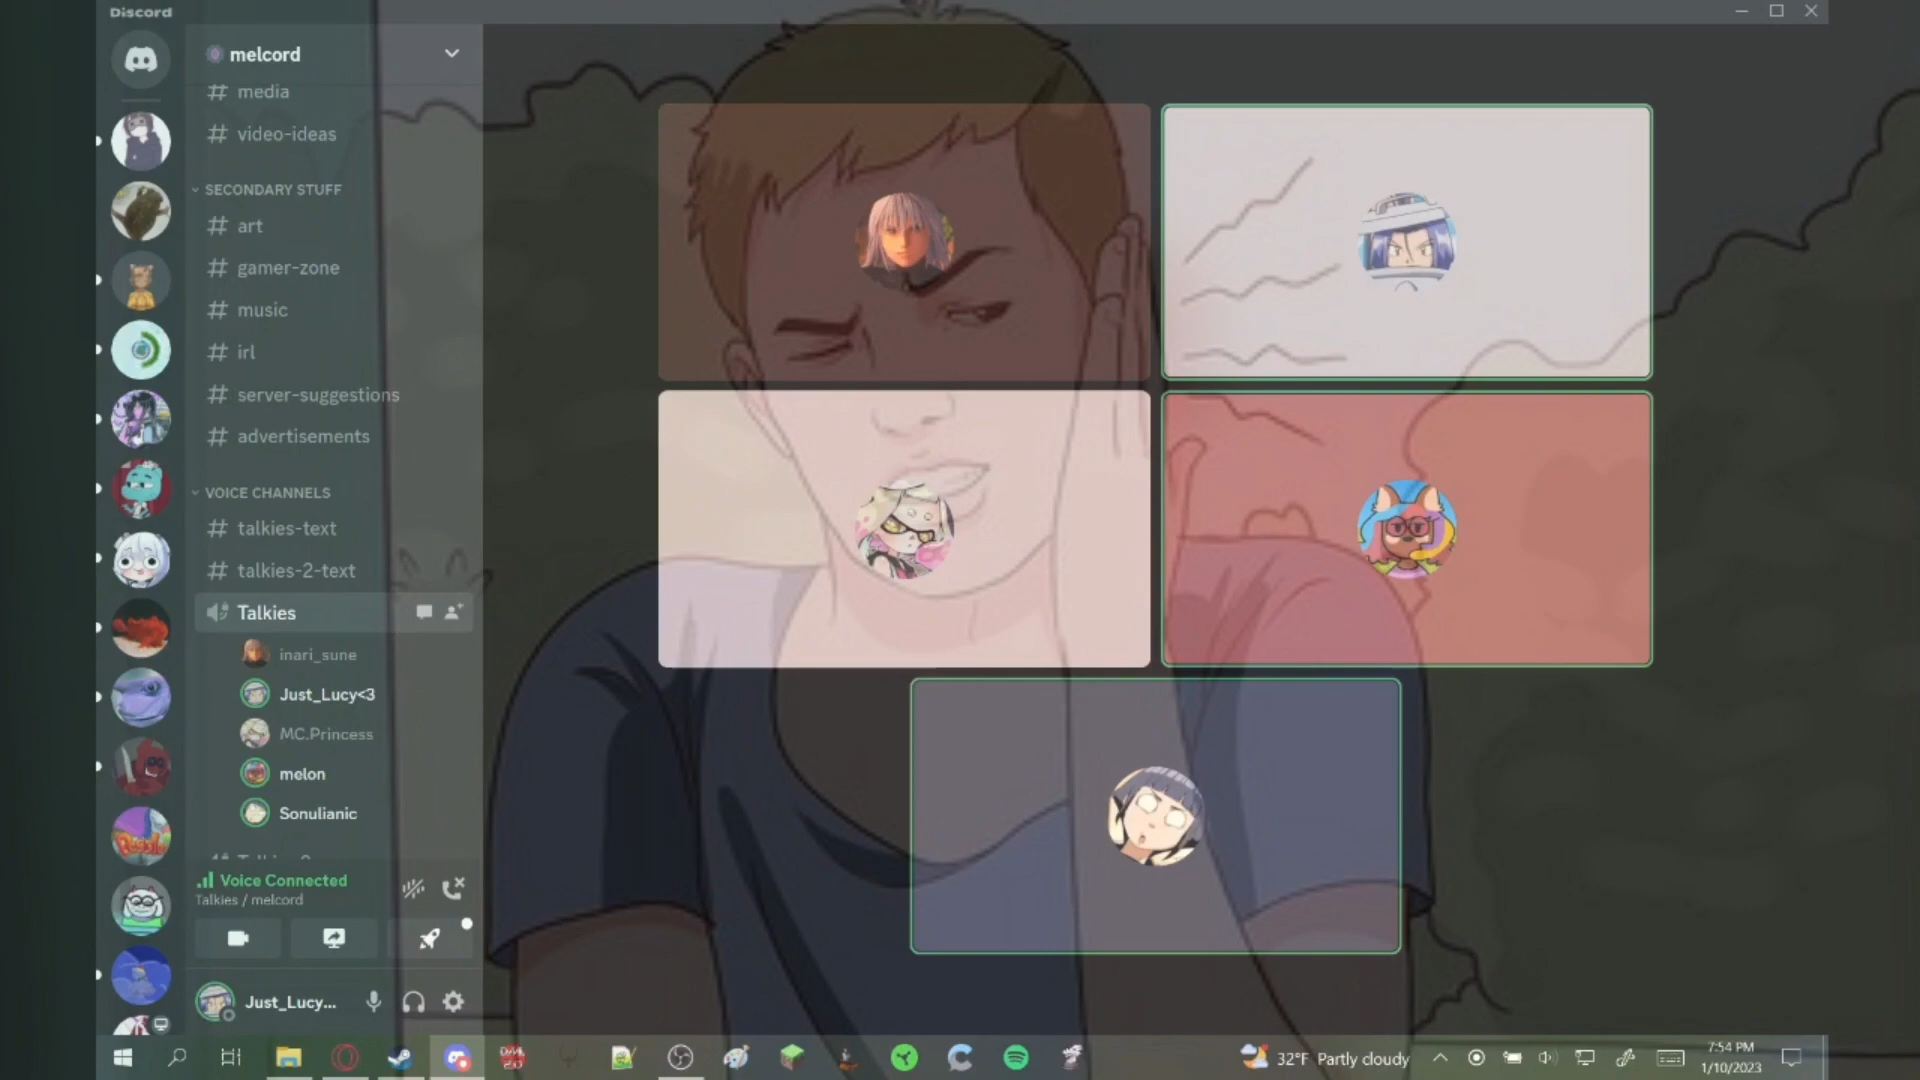 Discord
melcord
# media
# video-ideas
SECONDARY STUFF
# art
# gamer-zone
# music
# irl
# server-suggestions
# advertisements
VOICE CHANNELS
# talkies-text
# talkies-2-text
Talkies
inari_sune
Just_Lucy<3
MC.Princess
melon
Sonulianic
Voice Connected
Talkies / melcord
Just_Lucy...
32°F Partly cloudy
7:54 PM
1/10/2023